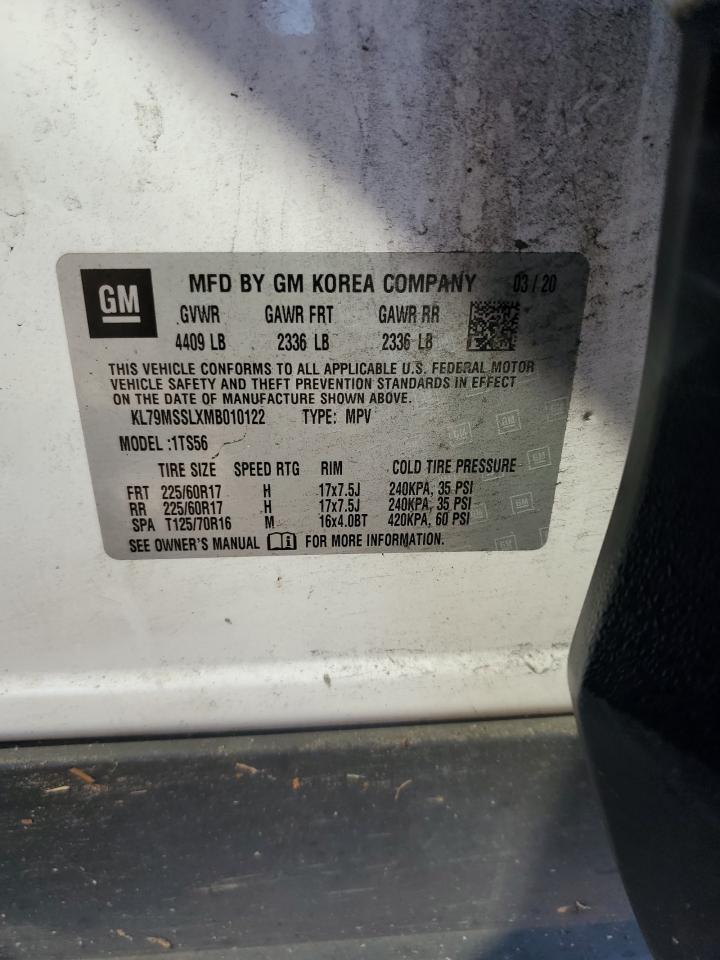 GM
MFD BY GM KOREA COMPANY 03 / 20
GVWR GAWR FRT GAWR RR
4409 LB 2336 LB 2336 LB
THIS VEHICLE CONFORMS TO ALL APPLICABLE U.S. FEDERAL MOTOR
VEHICLE SAFETY AND THEFT PREVENTION STANDARDS IN EFFECT
ON THE DATE OF MANUFACTURE SHOWN ABOVE.
KL79MSSLXMB010122 TYPE: MPV
MODEL :1TS56
TIRE SIZE SPEED RTG RIM COLD TIRE PRESSURE
FRT 225/60R17 H 17x7.5J 240KPA, 35 PSI
RR 225/60R17 H 17x7.5J 240KPA, 35 PSI
SPA T125/70R16 M 16x4.0BT 420KPA, 60 PSI
SEE OWNER'S MANUAL FOR MORE INFORMATION.